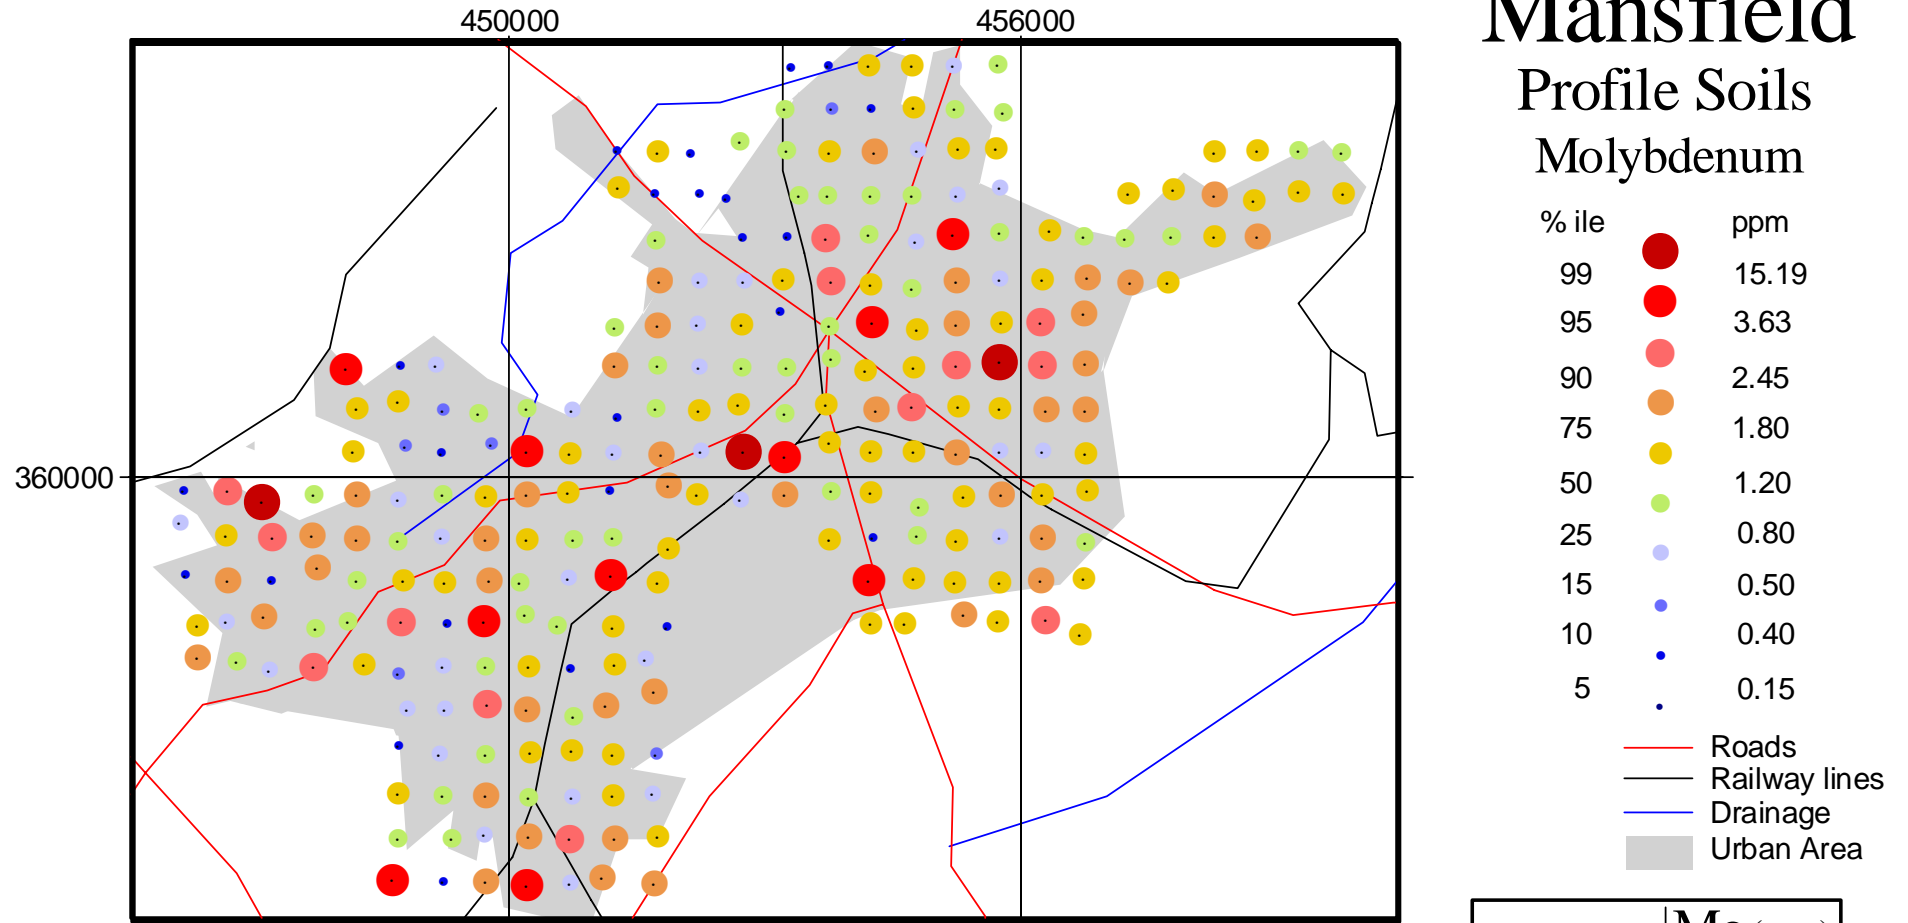 450000 456000
360000
Mansfield
Profile Soils
Molybdenum
% ile ppm
99 15.19
95 3.63
90 2.45
75 1.80
50 1.20
25 0.80
15 0.50
10 0.40
5 0.15
Roads
Railway lines
Drainage
Urban Area